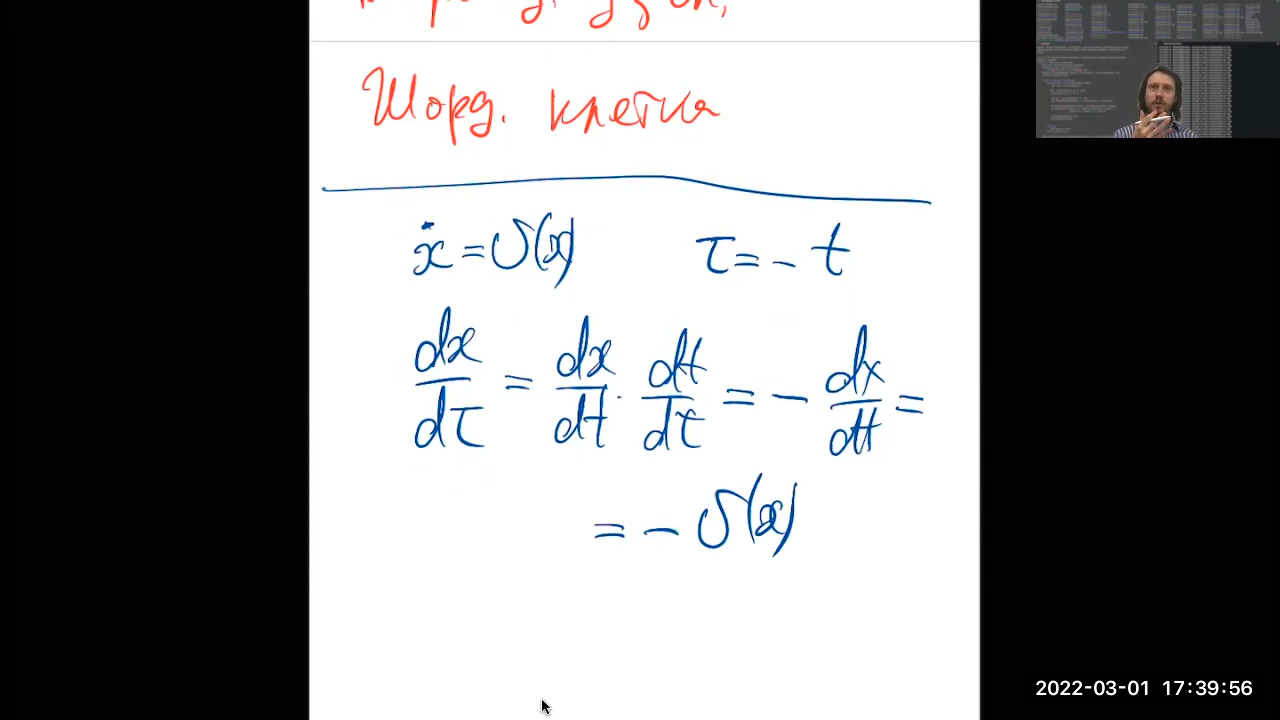 Жорд. клетка
ẋ = v(x) τ = - t
dx/dτ = dx/dt · dt/dτ = - dx/dt =
= - v(x)
2022-03-01 17:39:56